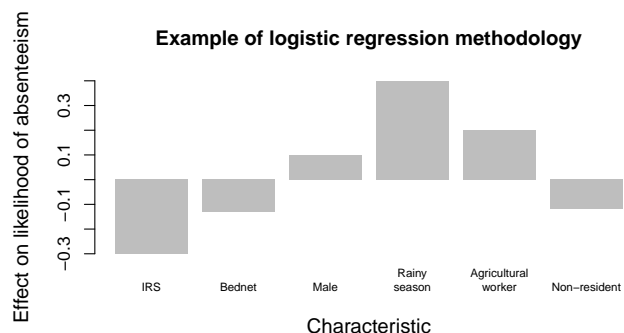 Example of logistic regression methodology
Effect on likelihood of absenteeism
0.3
0.1
−0.1
−0.3
IRS
Bednet
Male
Rainy
season
Agricultural
worker
Non−resident
Characteristic